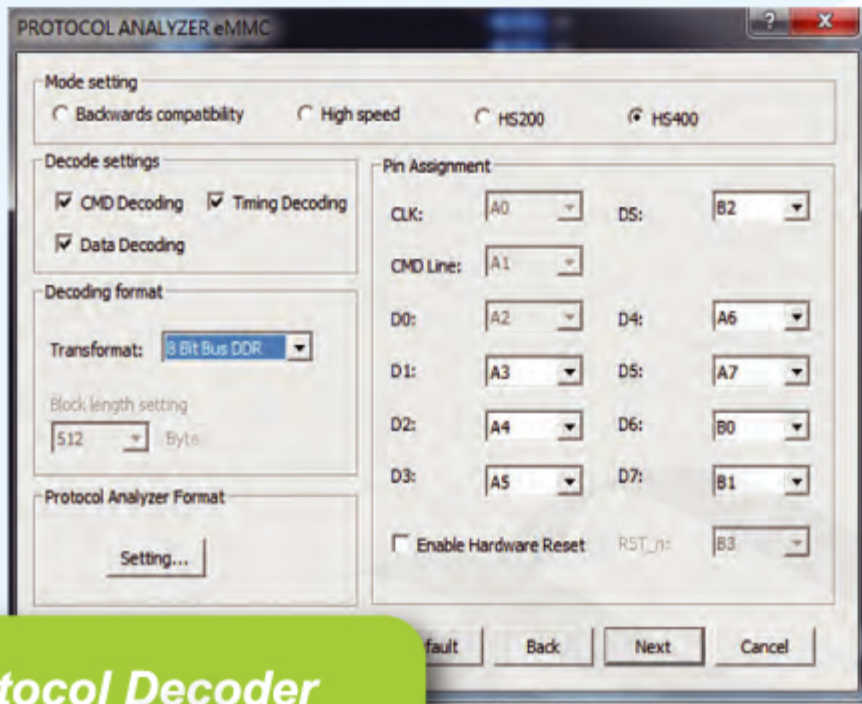 PROTOCOL ANALYZER eMMC
Mode setting
Backwards compatibility High speed HS200 HS400
Decode settings
CMD Decoding Timing Decoding
Data Decoding
Decoding format
Transformat: 8 Bit Bus DDR
Block length setting
512 Byte
Protocol Analyzer Format
Setting...
Pin Assignment
CLK: A0 DS: B2
CMD Line: A1
D0: A2 D4: A6
D1: A3 D5: A7
D2: A4 D6: B0
D3: A5 D7: B1
Enable Hardware Reset RST_n: B3
fault Back Next Cancel
tocol Decoder